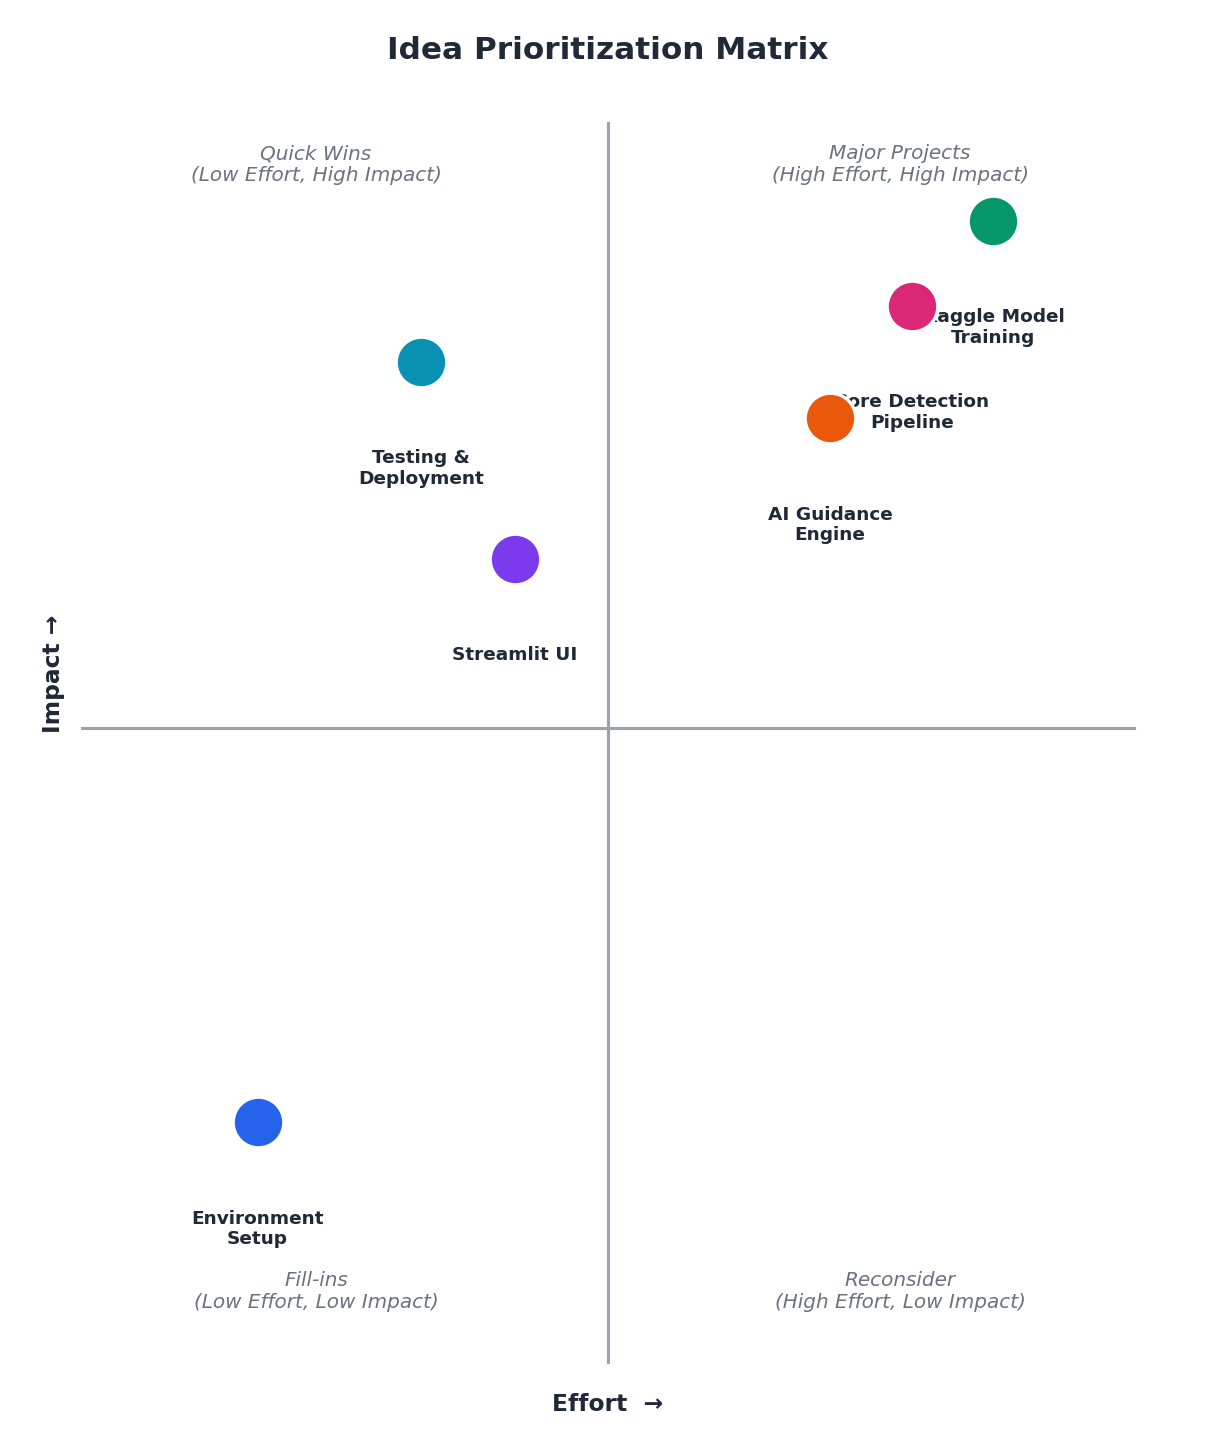 Idea Prioritization Matrix
Quick Wins
(Low Effort, High Impact)
Major Projects
(High Effort, High Impact)
aggle Model
Training
ore Detection
Pipeline
Testing &
Deployment
AI Guidance
Engine
Streamlit UI
Impact →
Environment
Setup
Fill-ins
(Low Effort, Low Impact)
Reconsider
(High Effort, Low Impact)
Effort →